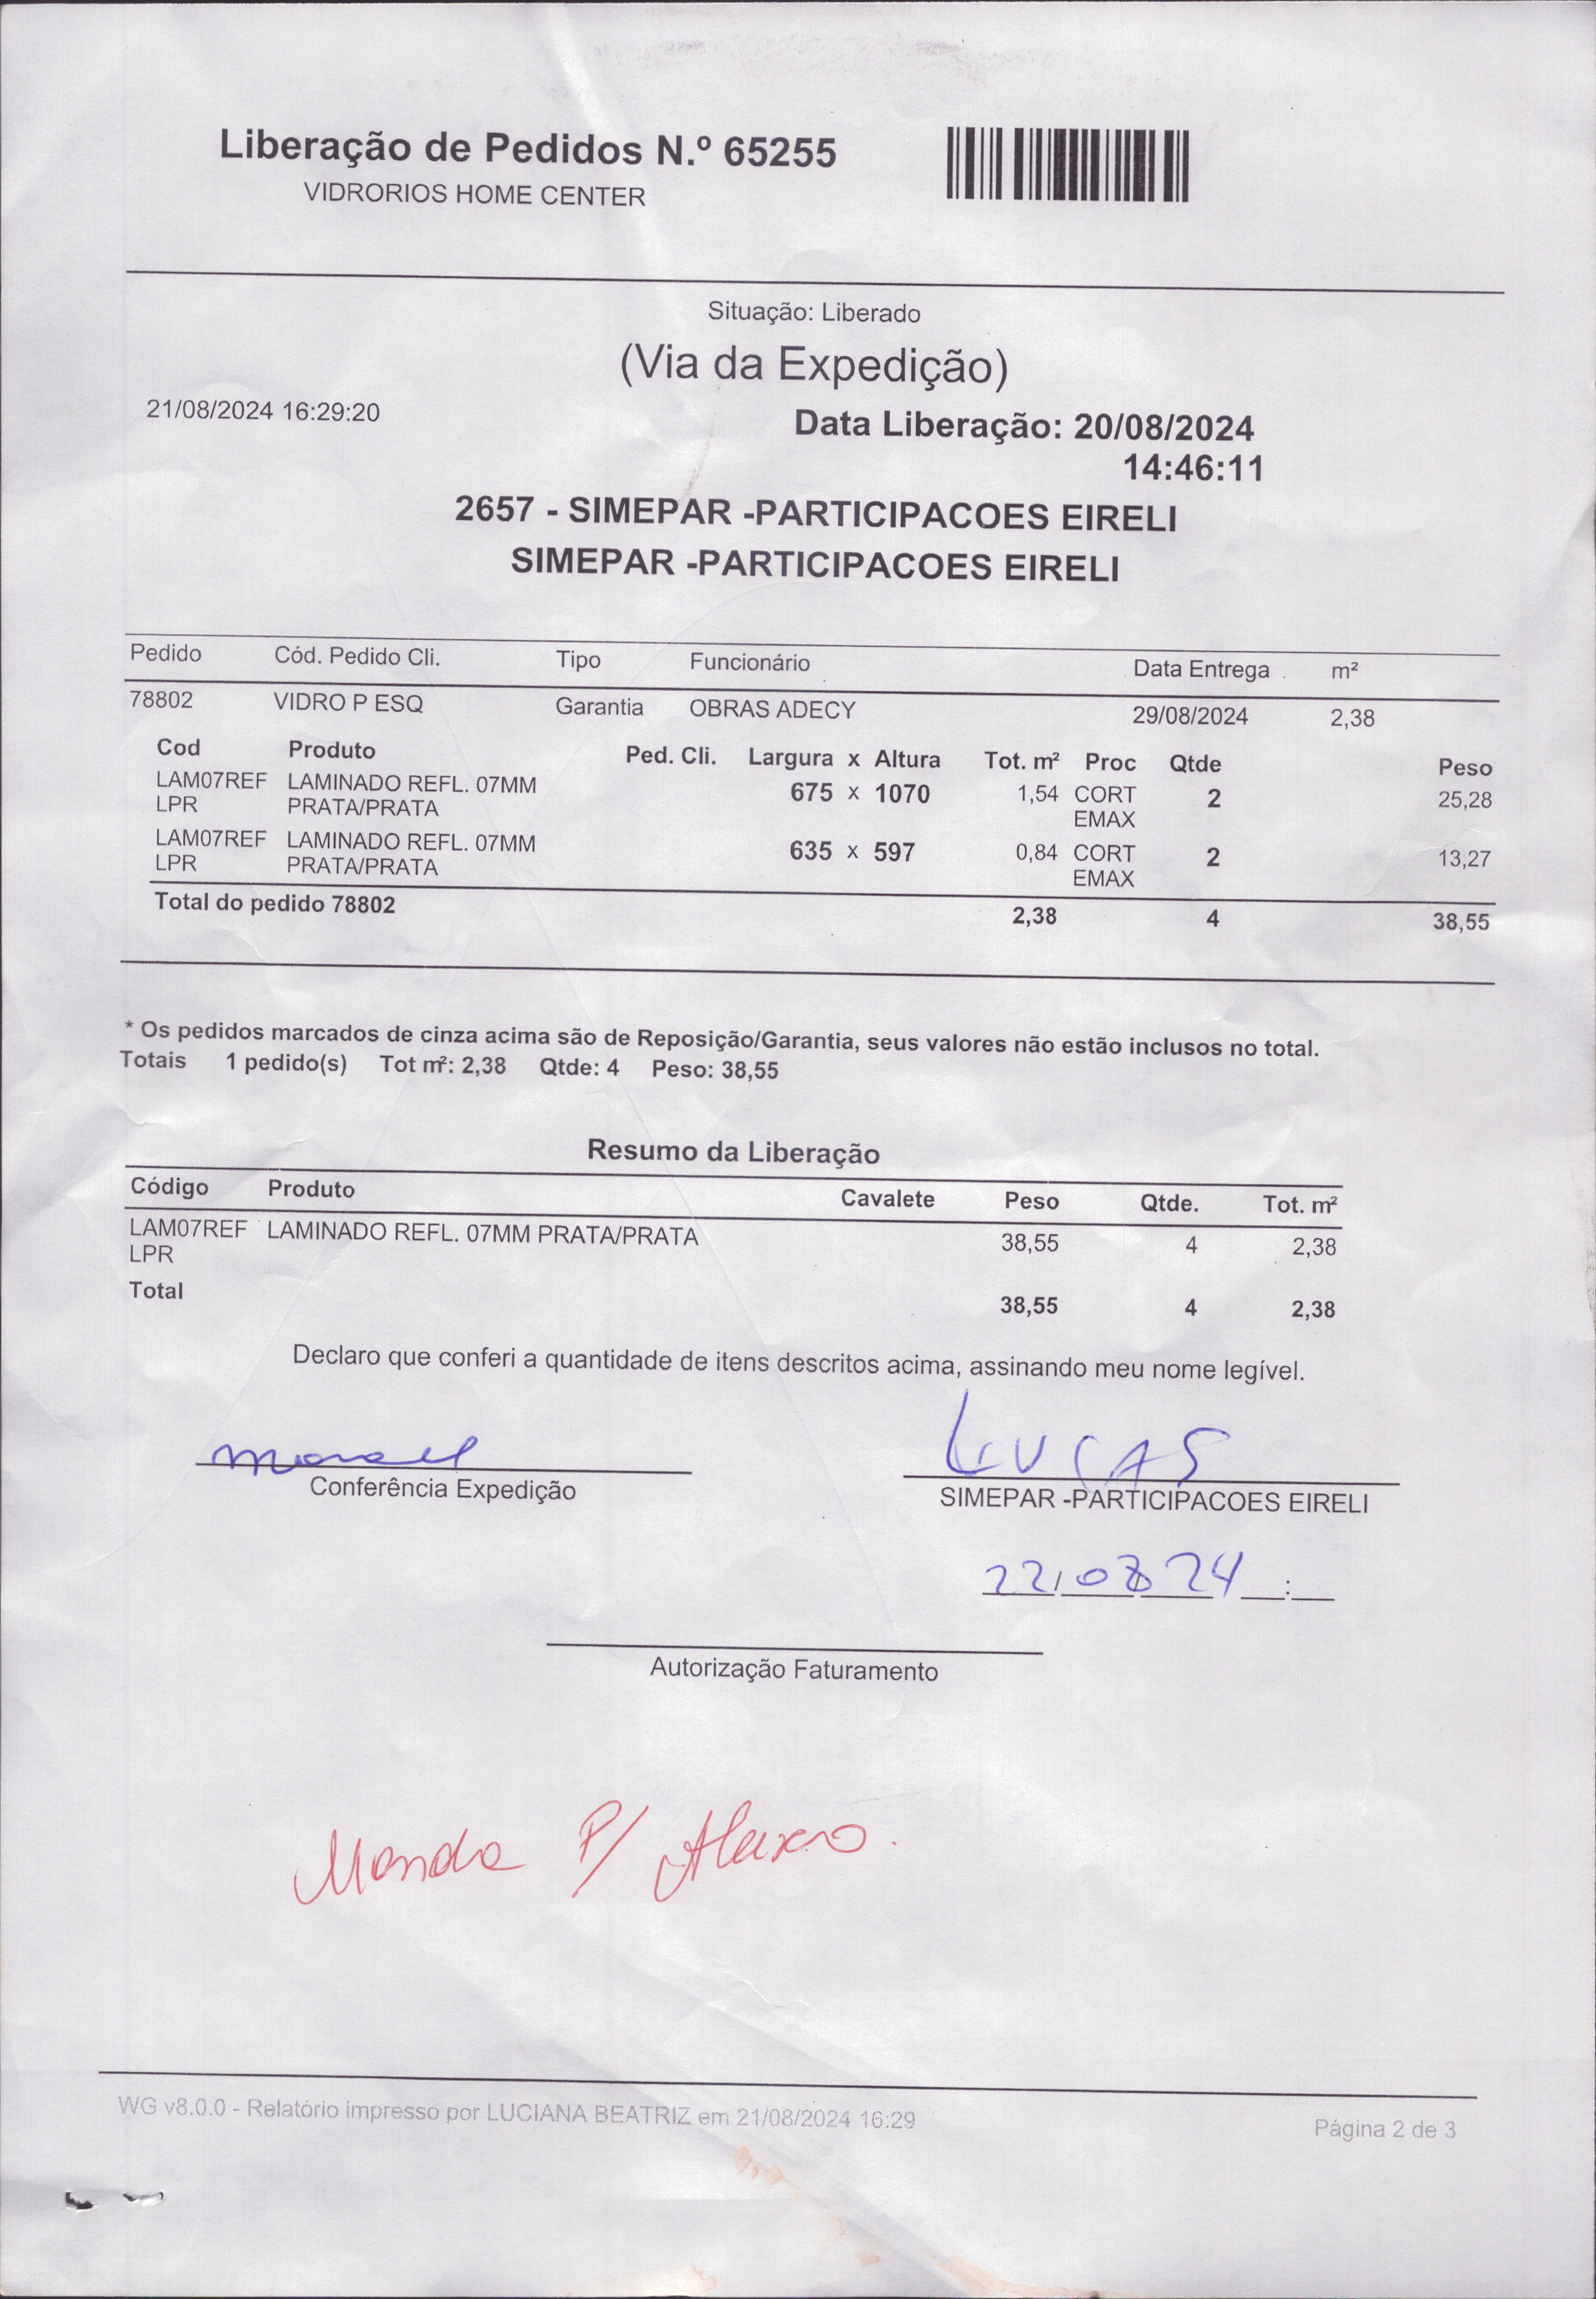 Liberação de Pedidos N.º 65255
VIDRORIOS HOME CENTER
Situação: Liberado
(Via da Expedição)
21/08/2024 16:29:20
Data Liberação: 20/08/2024
14:46:11
2657 - SIMEPAR -PARTICIPACOES EIRELI
SIMEPAR -PARTICIPACOES EIRELI
Pedido Cód. Pedido Cli. Tipo Funcionário Data Entrega m²
78802 VIDRO P ESQ Garantia OBRAS ADECY 29/08/2024 2,38
Cod Produto Ped. Cli. Largura x Altura Tot. m² Proc Qtde Peso
LAM07REF LAMINADO REFL. 07MM 675 x 1070 1,54 CORT 2 25,28
LPR PRATA/PRATA EMAX
LAM07REF LAMINADO REFL. 07MM 635 x 597 0,84 CORT 2 13,27
LPR PRATA/PRATA EMAX
Total do pedido 78802 2,38 4 38,55
* Os pedidos marcados de cinza acima são de Reposição/Garantia, seus valores não estão inclusos no total.
Totais 1 pedido(s) Tot m²: 2,38 Qtde: 4 Peso: 38,55
Resumo da Liberação
Código Produto Cavalete Peso Qtde. Tot. m²
LAM07REF LAMINADO REFL. 07MM PRATA/PRATA 38,55 4 2,38
LPR
Total 38,55 4 2,38
Declaro que conferi a quantidade de itens descritos acima, assinando meu nome legível.
LUCAS
Conferência Expedição
SIMEPAR -PARTICIPACOES EIRELI
22/08/24 :
Autorização Faturamento
Manda P/
WG v8.0.0 - Relatório impresso por LUCIANA BEATRIZ em 21/08/2024 16:29
Página 2 de 3